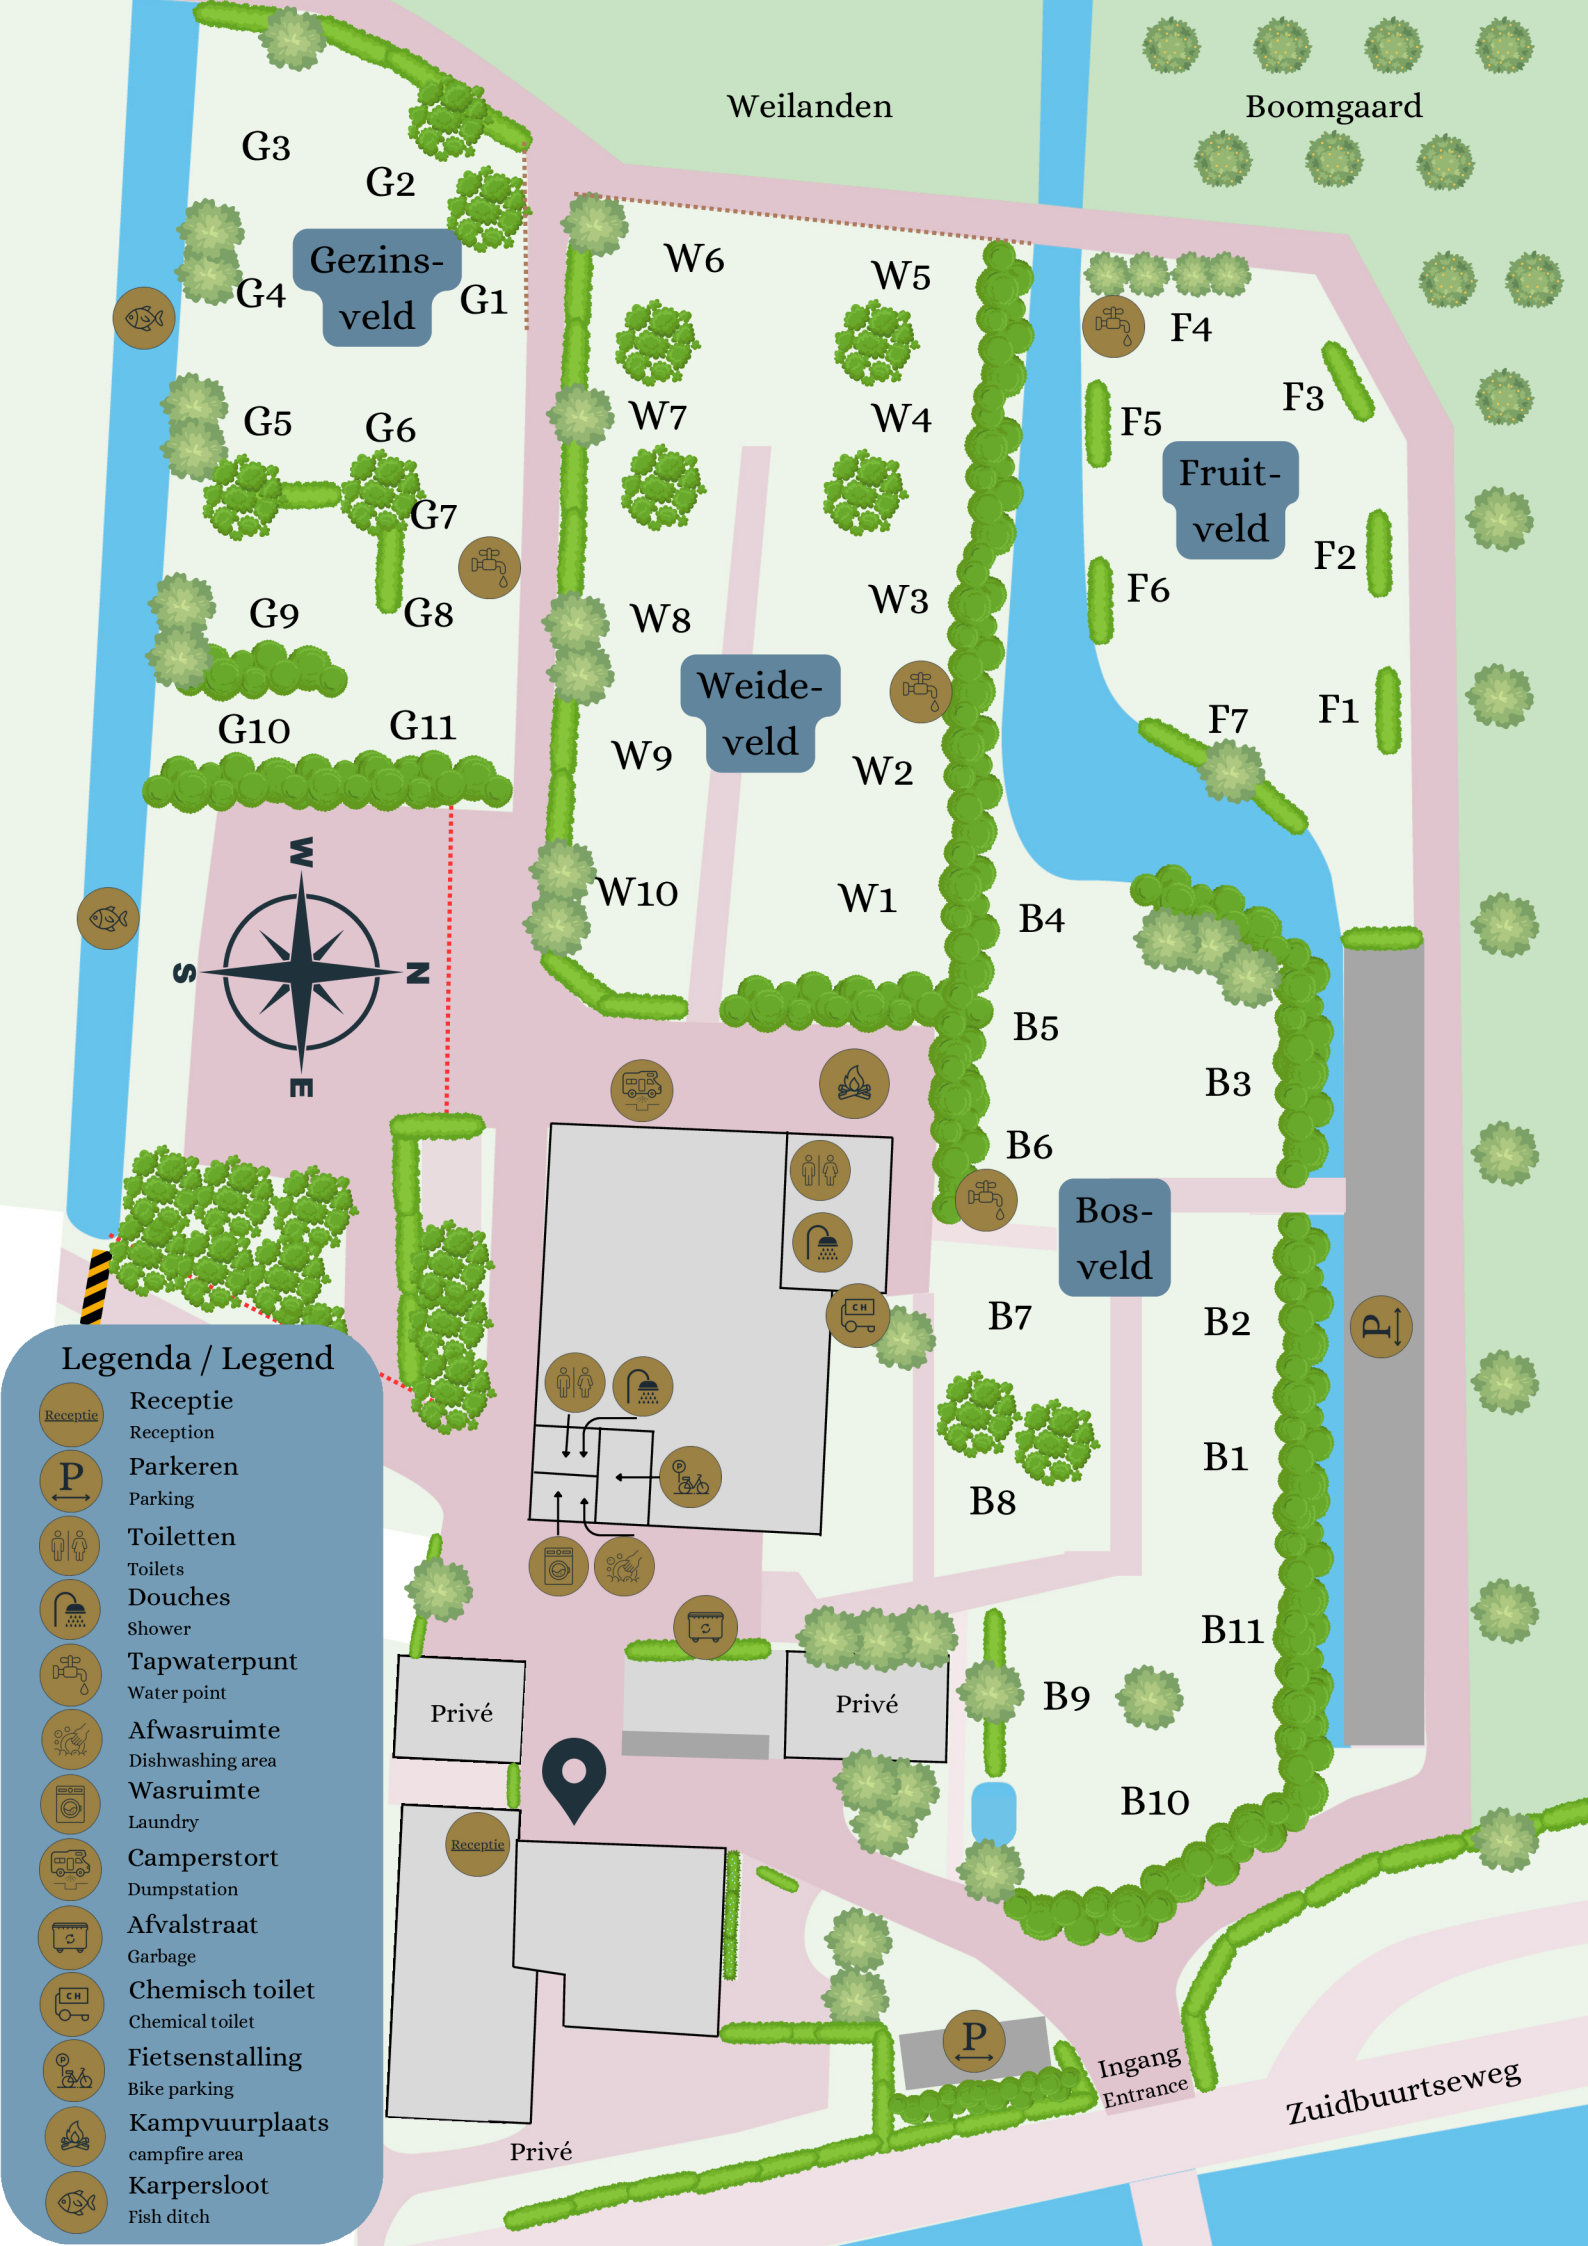 Weilanden
Boomgaard
G3
G2
Gezins-
veld
G4
G1
G5
G6
G7
G8
G9
G10
G11
W6
W5
W7
W4
W8
W3
Weide-
veld
W9
W2
W10
W1
F4
F3
F5
Fruit-
veld
F2
F6
F1
F7
W
S
N
E
B4
B5
B3
B6
Bos-
veld
B7
B2
B1
B8
B11
B9
B10
CH
P
P
Privé
Privé
Receptie
P
Ingang
Entrance
Zuidbuurtseweg
Privé
Legenda / Legend
Receptie
Receptie
Reception
P
Parkeren
Parking
Toiletten
Toilets
Douches
Shower
Tapwaterpunt
Water point
Afwasruimte
Dishwashing area
Wasruimte
Laundry
Camperstort
Dumpstation
Afvalstraat
Garbage
CH
Chemisch toilet
Chemical toilet
P
Fietsenstalling
Bike parking
Kampvuurplaats
campfire area
Karpersloot
Fish ditch